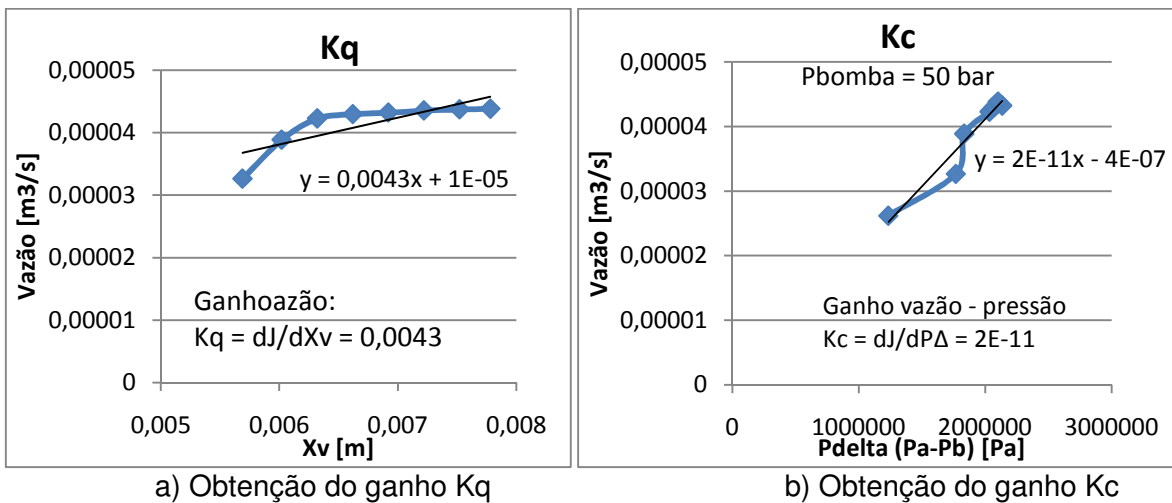 Kq
0,00005
0,00004
0,00003
0,00002
0,00001
0
Vazão [m3/s]
y = 0,0043x + 1E-05
Ganhoazão:
Kq = dJ/dXv = 0,0043
0,005
0,006
0,007
0,008
Xv [m]
a) Obtenção do ganho Kq
Kc
0,00005
0,00004
0,00003
0,00002
0,00001
0
Vazão [m3/s]
Pbomba = 50 bar
y = 2E-11x - 4E-07
Ganho vazão - pressão
Kc = dJ/dPΔ = 2E-11
0
1000000
2000000
3000000
Pdelta (Pa-Pb) [Pa]
b) Obtenção do ganho Kc